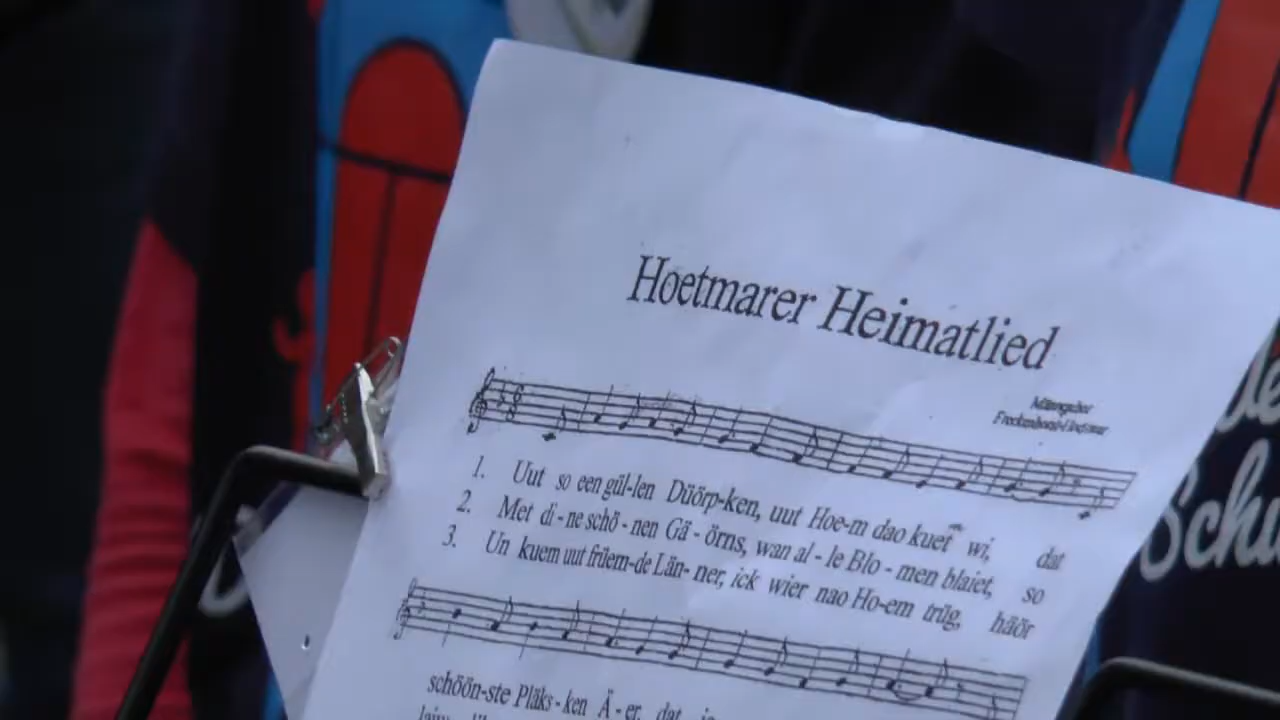 Hoetmarer Heimatlied
1. Uut so een gül-len Düörp-ken, uut Hoe-m dao kuet wi, dat
2. Met di-ne schö-nen Gä-örns, wan al-le Blo-men blaiet, so
3. Un kuem uut früem-de Län-ner, ick wier nao Ho-em trüg, häör
schöön-ste Pläks-ken Ä-er, dat